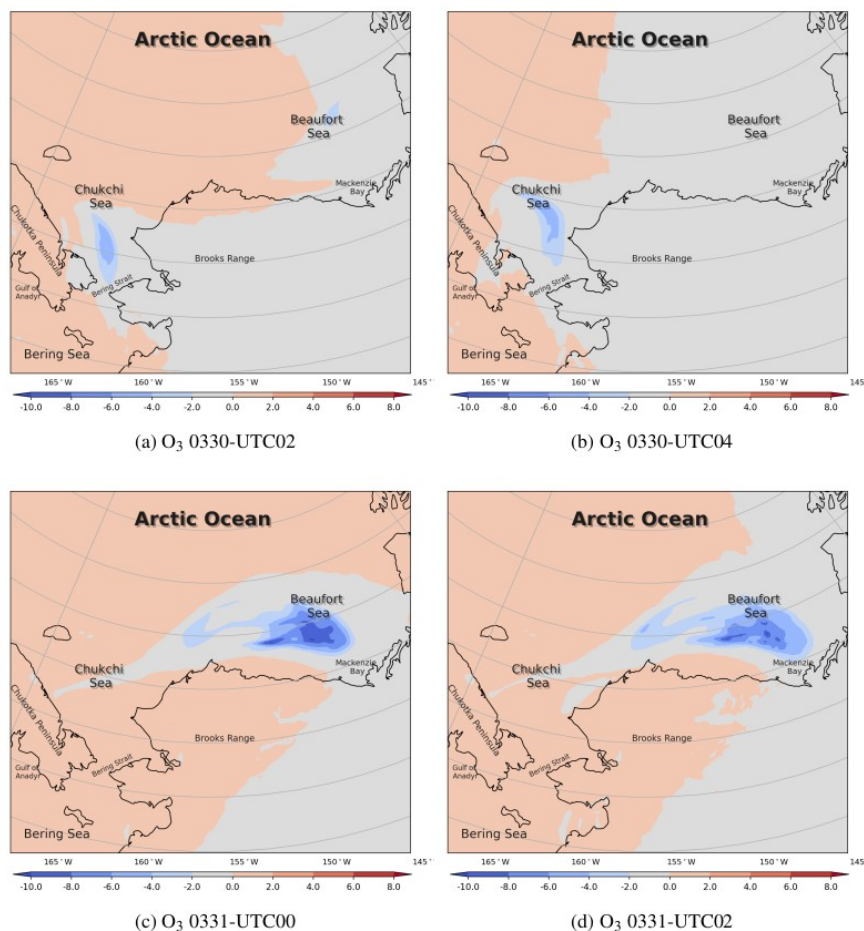 Arctic Ocean
Beaufort
Sea
Chukchi
Sea
Mackenzie
Bay
Chukotka Peninsula
Brooks Range
Bering Strait
Gulf of
Anadyr
Bering Sea
165°W 160°W 155°W 150°W 145°
-10.0 -8.0 -6.0 -4.0 -2.0 0.0 2.0 4.0 6.0 8.0
(a) O₃ 0330-UTC02
Arctic Ocean
Beaufort
Sea
Chukchi
Sea
Mackenzie
Bay
Chukotka Peninsula
Brooks Range
Bering Strait
Gulf of
Anadyr
Bering Sea
165°W 160°W 155°W 150°W 145
-10.0 -8.0 -6.0 -4.0 -2.0 0.0 2.0 4.0 6.0 8.0
(b) O₃ 0330-UTC04
Arctic Ocean
Beaufort
Sea
Chukchi
Sea
Mackenzie
Bay
Chukotka Peninsula
Brooks Range
Bering Strait
Gulf of
Anadyr
Bering Sea
165°W 160°W 155°W 150°W 145°
-10.0 -8.0 -6.0 -4.0 -2.0 0.0 2.0 4.0 6.0 8.0
(c) O₃ 0331-UTC00
Arctic Ocean
Beaufort
Sea
Chukchi
Sea
Mackenzie
Bay
Chukotka Peninsula
Brooks Range
Bering Strait
Gulf of
Anadyr
Bering Sea
165°W 160°W 155°W 150°W 145
-10.0 -8.0 -6.0 -4.0 -2.0 0.0 2.0 4.0 6.0 8.0
(d) O₃ 0331-UTC02